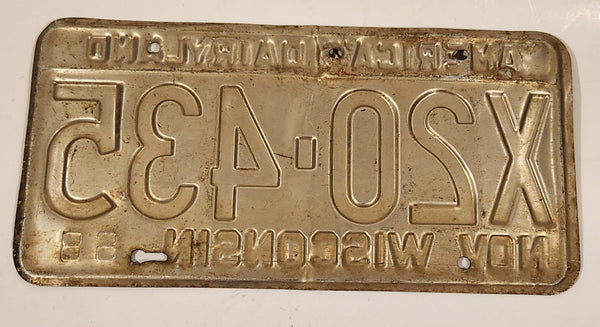 AMERICA'S DAIRYLAND
X20-435
NOV WISCONSIN